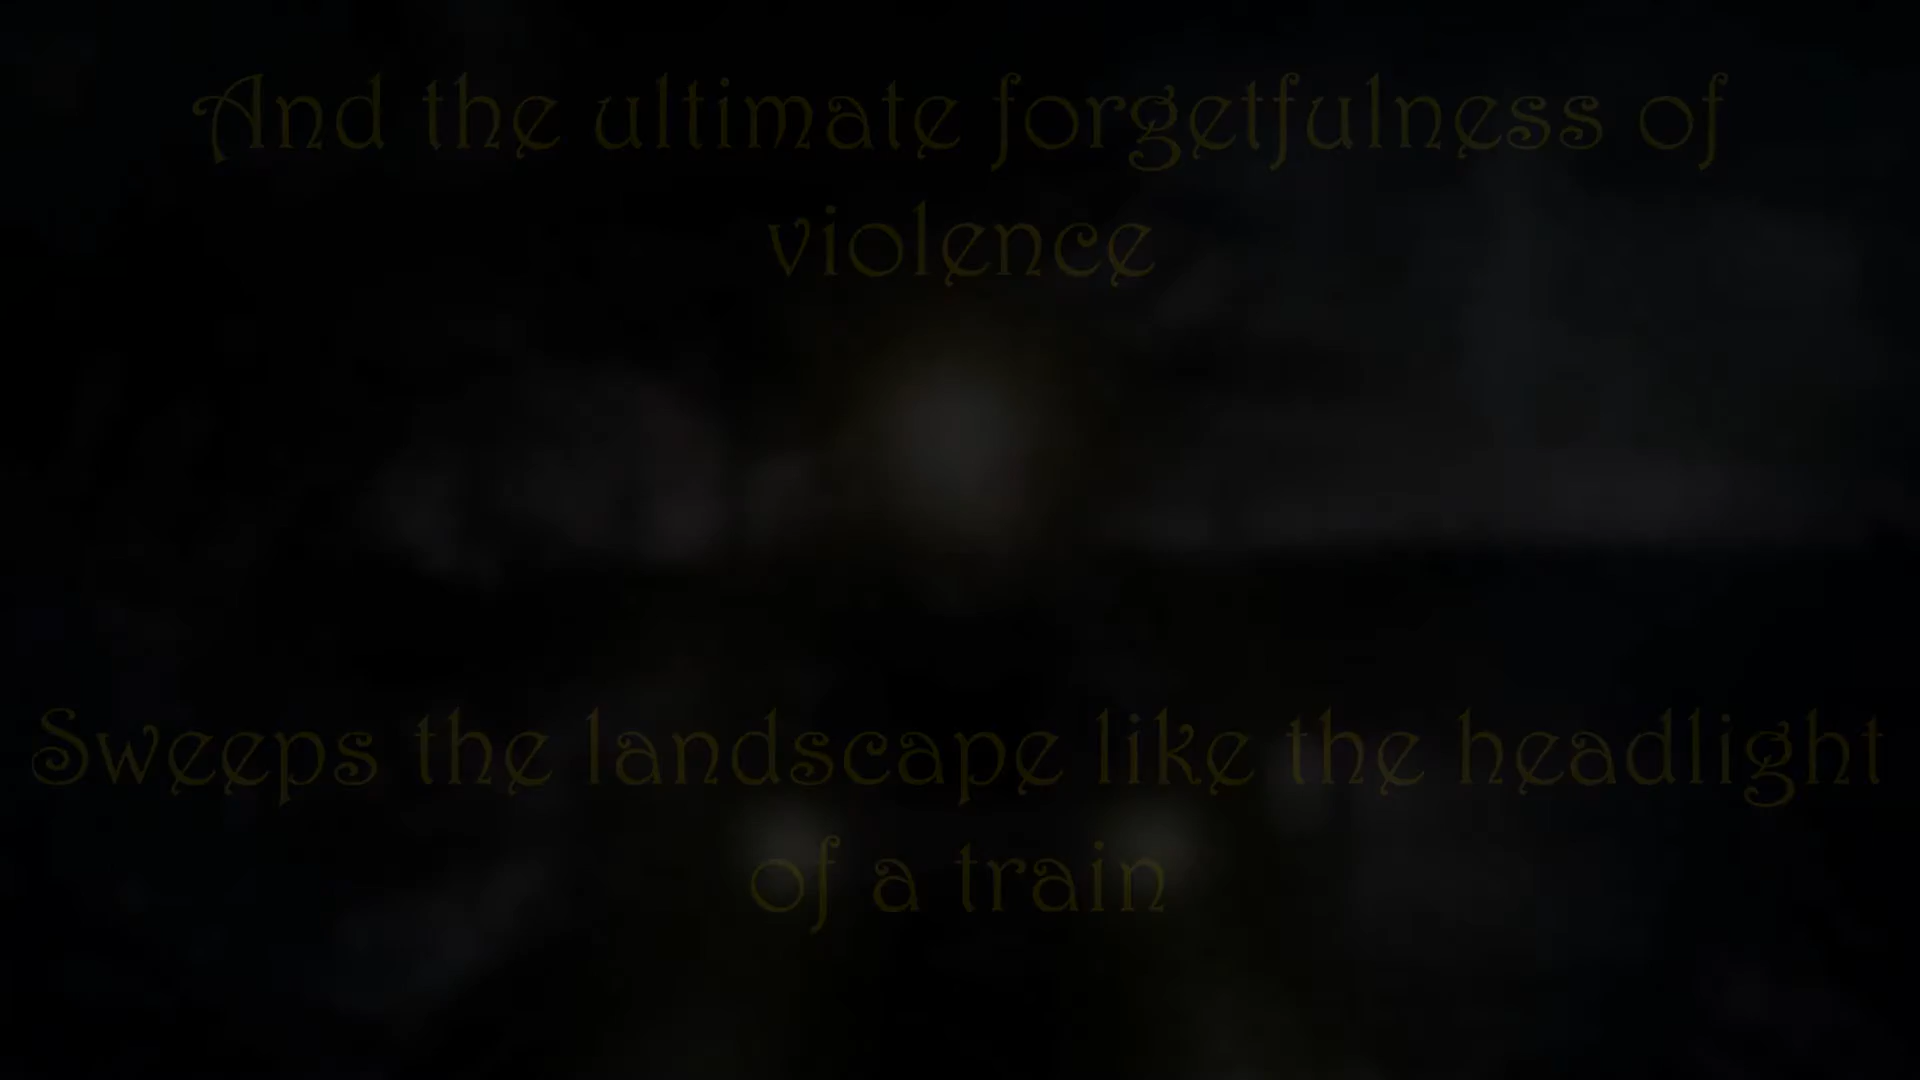 And the ultimate forgetfulness of
violence
Sweeps the landscape like the headlight
of a train